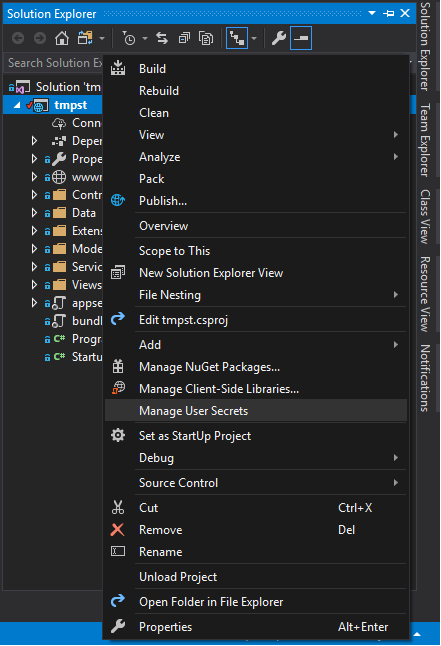 Solution Explorer
Search Solution Ex
Solution 'tm
tmpst
Conne
Depe
Prope
wwwr
Contr
Data
Extens
Mode
Servic
Views
appse
bundl
Progr
Startu
Build
Rebuild
Clean
View
Analyze
Pack
Publish...
Overview
Scope to This
New Solution Explorer View
File Nesting
Edit tmpst.csproj
Add
Manage NuGet Packages...
Manage Client-Side Libraries...
Manage User Secrets
Set as StartUp Project
Debug
Source Control
Cut Ctrl+X
Remove Del
Rename
Unload Project
Open Folder in File Explorer
Properties Alt+Enter
Solution Explorer
Team Explorer
Class View
Resource View
Notifications